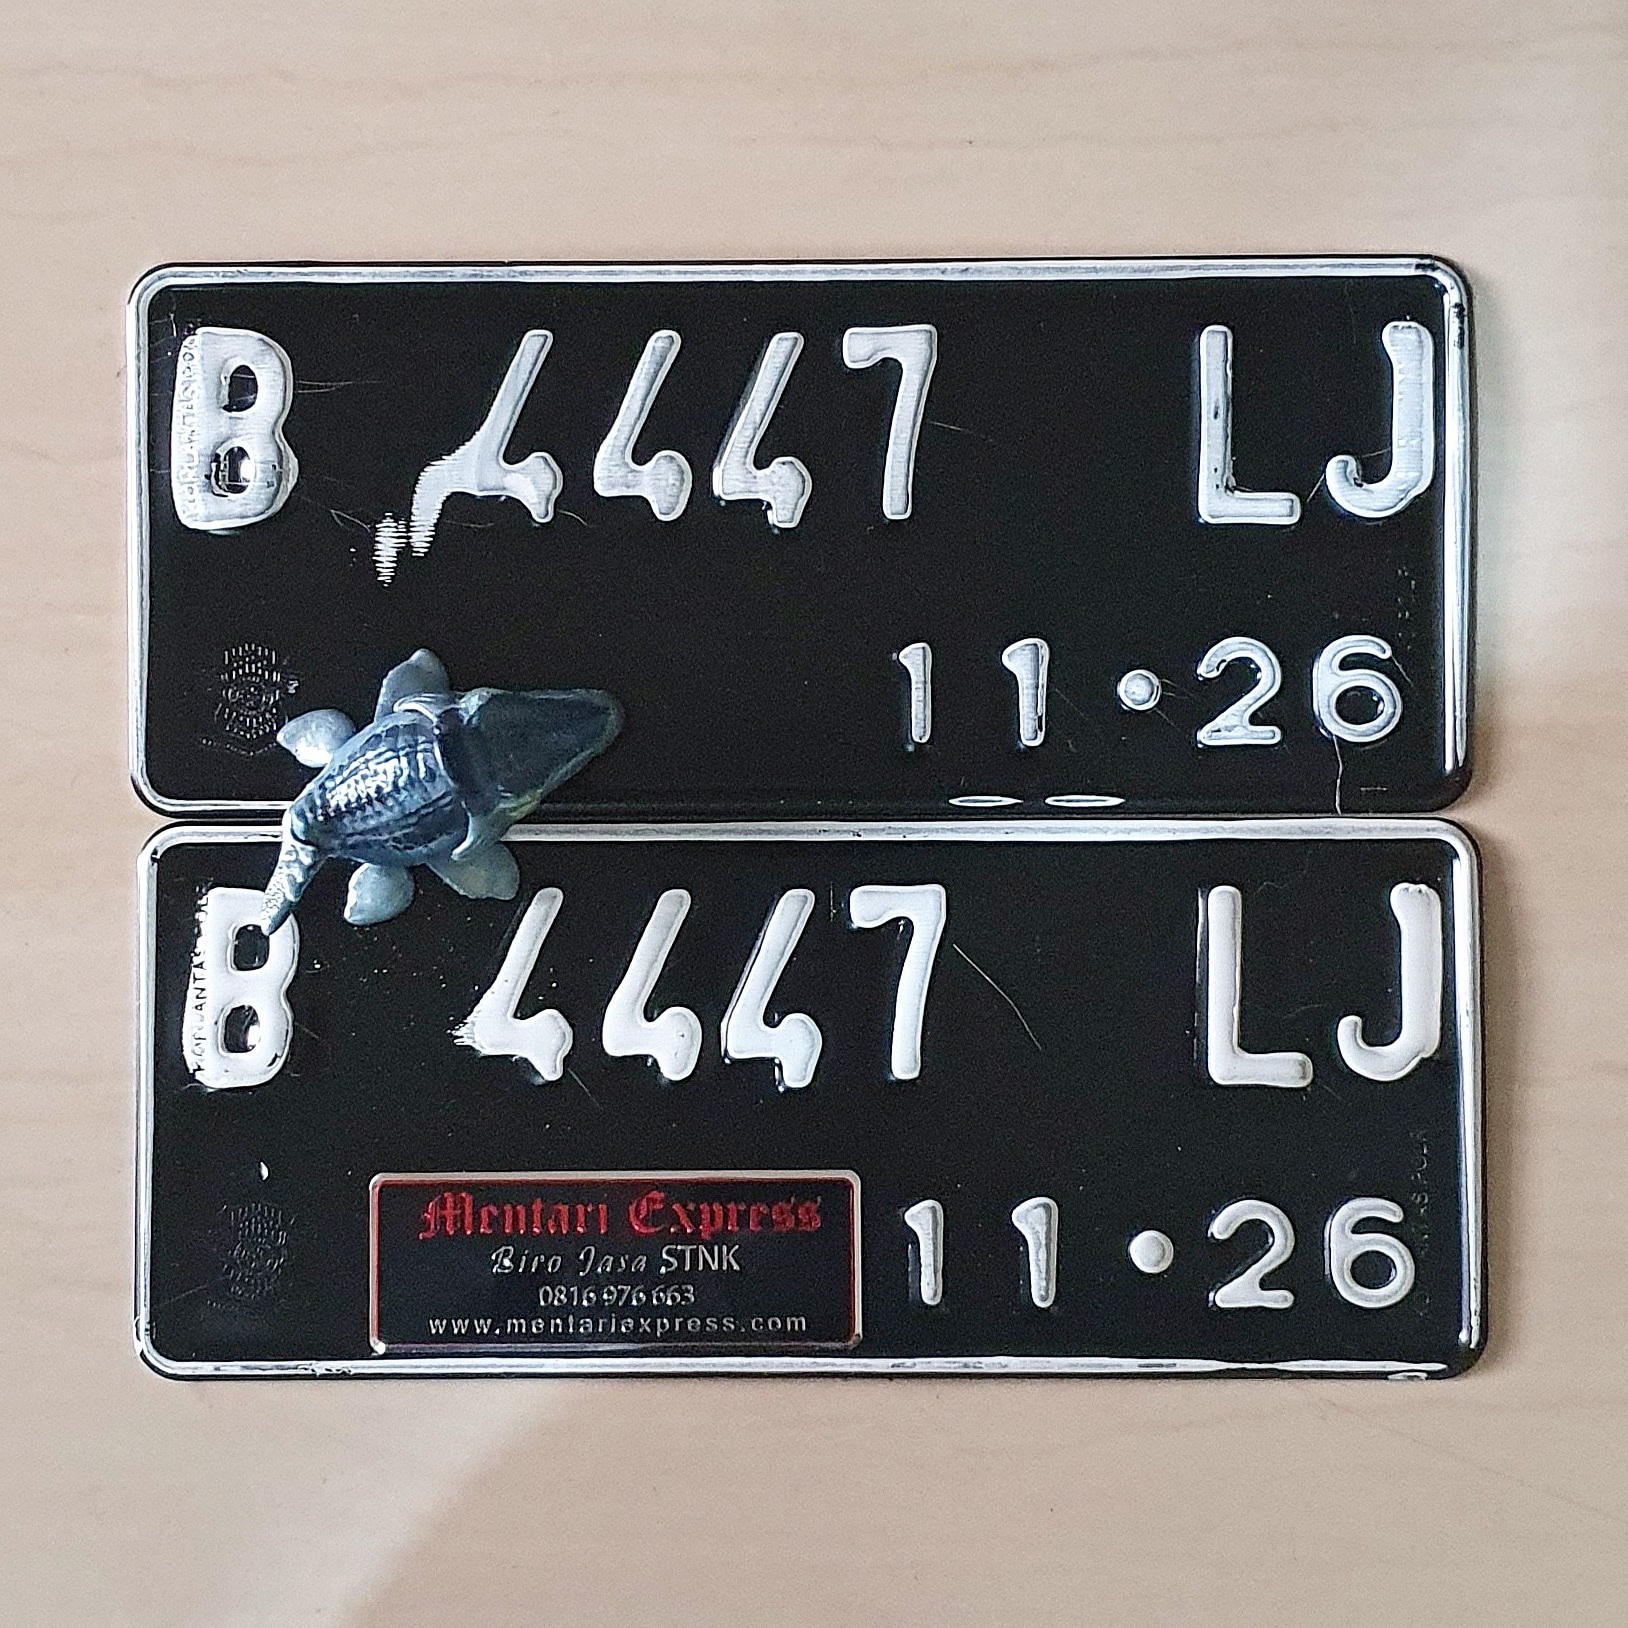 B 4447 LJ
11·26
B 4447 LJ
11·26
Mentari Express
Biro Jasa STNK
0816 976 663
www.mentariexpress.com